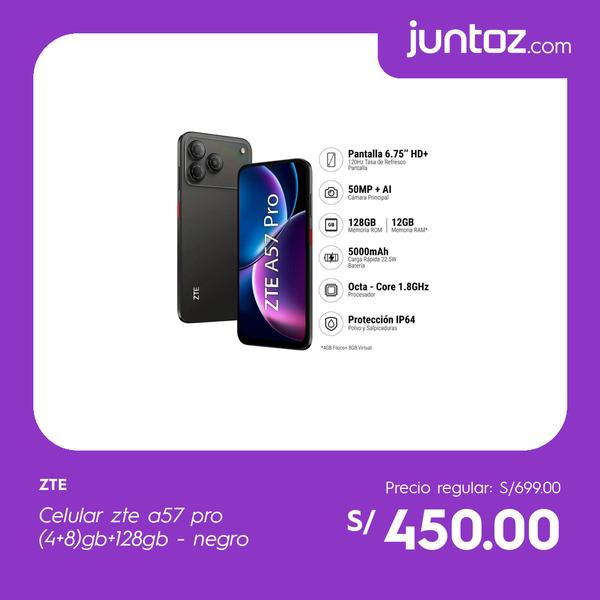 juntoz.com
Pantalla 6.75’’ HD+
120Hz Tasa de Refresco
Pantalla
50MP + AI
Cámara Principal
GB
128GB
Memoria ROM
12GB
Memoria RAM*
5000mAh
Carga Rápida 22.5W
Batería
Octa - Core 1.8GHz
Procesador
Protección IP64
Polvo y Salpicaduras
*4GB Físico+ 8GB Virtual
ZTE
ZTE A57 Pro
ZTE
Celular zte a57 pro
(4+8)gb+128gb - negro
Precio regular: S/699.00
S/ 450.00